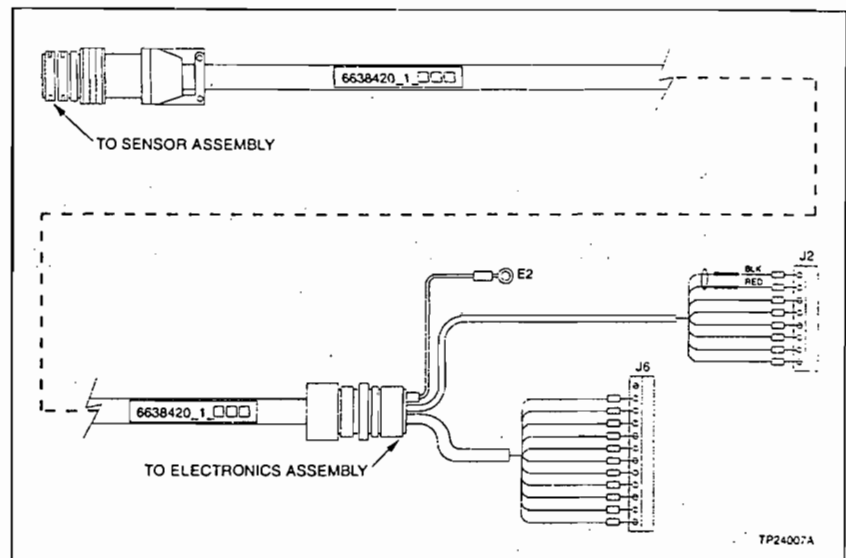 6638420_1_□□□
TO SENSOR ASSEMBLY
E2
J2
BLK
RED
J6
6638420_1_□□□
TO ELECTRONICS ASSEMBLY
TP24007A